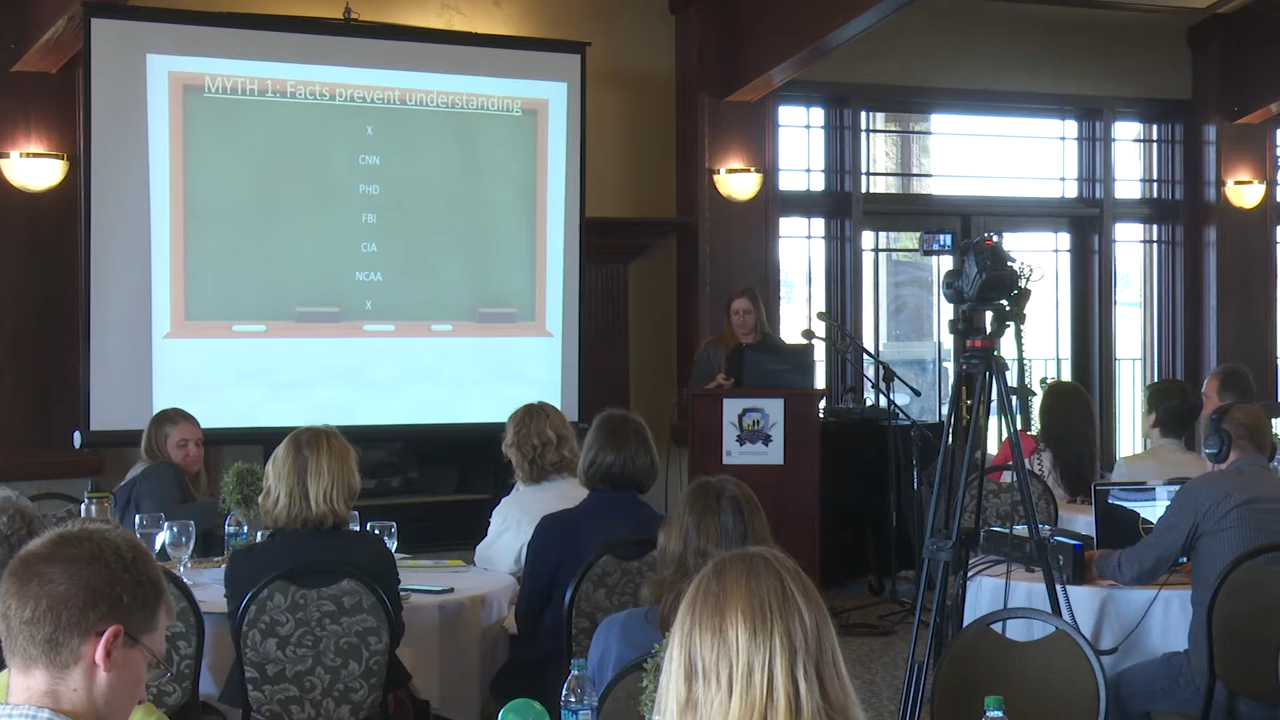 MYTH 1: Facts prevent understanding
X
CNN
PHD
FBI
CIA
NCAA
X